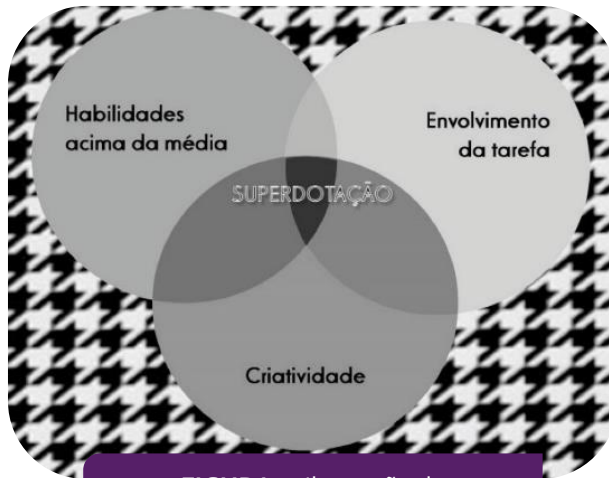 Habilidades
acima da média
Envolvimento
da tarefa
SUPERDOTAÇÃO
Criatividade